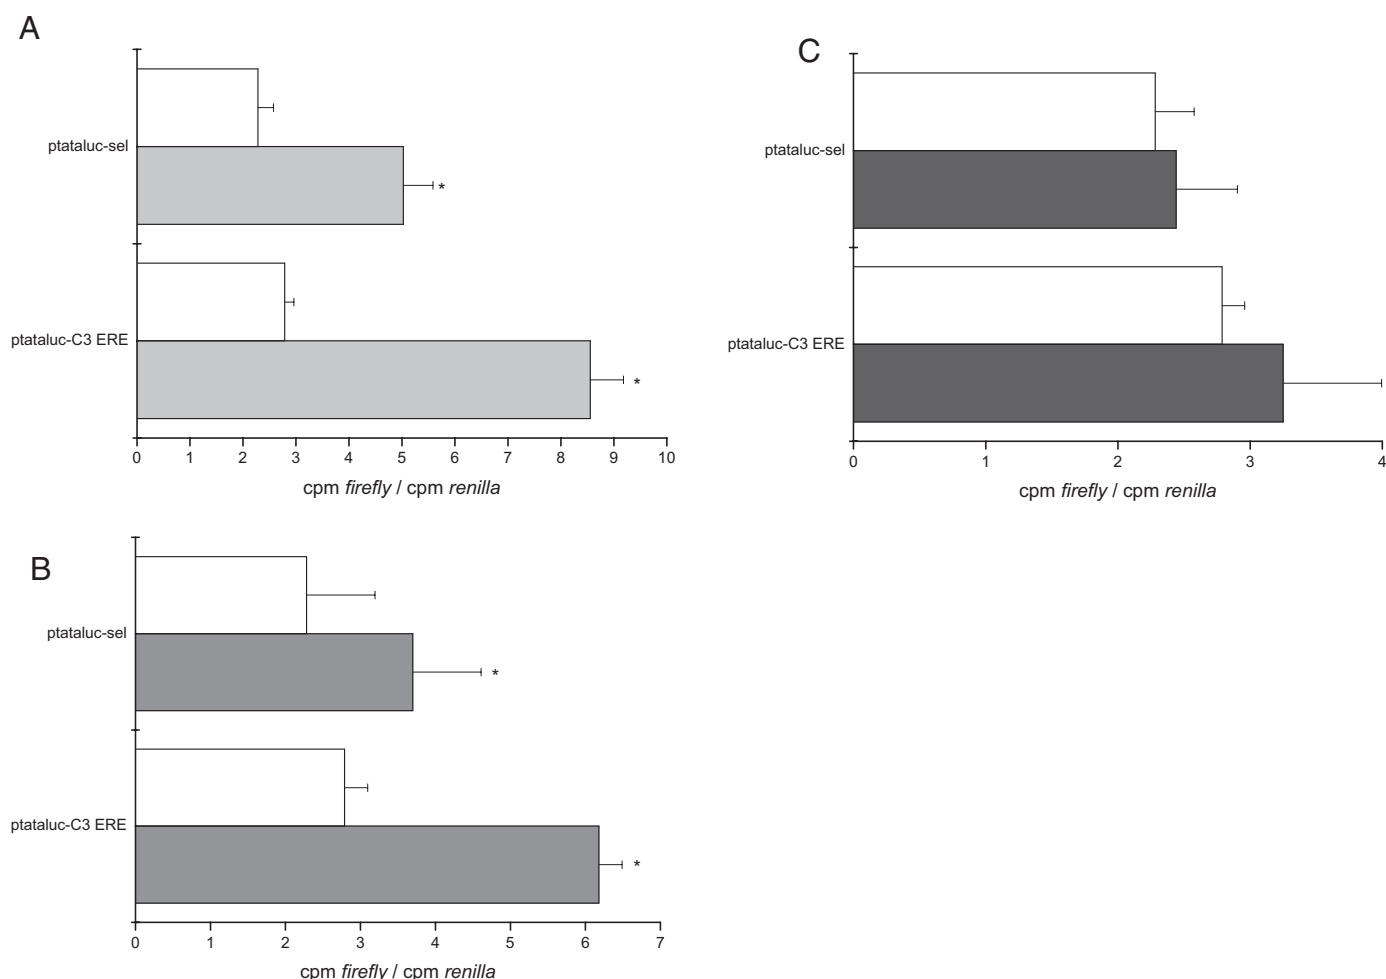 A
ptataluc-sel
*
ptataluc-C3 ERE
*
0 1 2 3 4 5 6 7 8 9 10
cpm firefly / cpm renilla
B
ptataluc-sel
*
ptataluc-C3 ERE
*
0 1 2 3 4 5 6 7
cpm firefly / cpm renilla
C
ptataluc-sel
ptataluc-C3 ERE
0 1 2 3 4
cpm firefly / cpm renilla